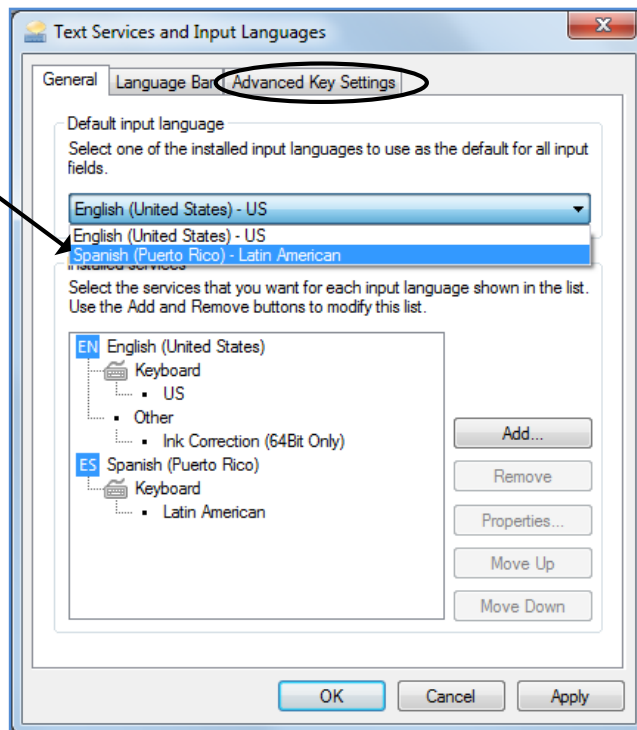 Text Services and Input Languages
General
Language Bar
Advanced Key Settings
Default input language
Select one of the installed input languages to use as the default for all input
fields.
English (United States) - US
English (United States) - US
Spanish (Puerto Rico) - Latin American
Installed services
Select the services that you want for each input language shown in the list.
Use the Add and Remove buttons to modify this list.
EN English (United States)
Keyboard
US
Other
Ink Correction (64Bit Only)
ES Spanish (Puerto Rico)
Keyboard
Latin American
Add...
Remove
Properties...
Move Up
Move Down
OK
Cancel
Apply